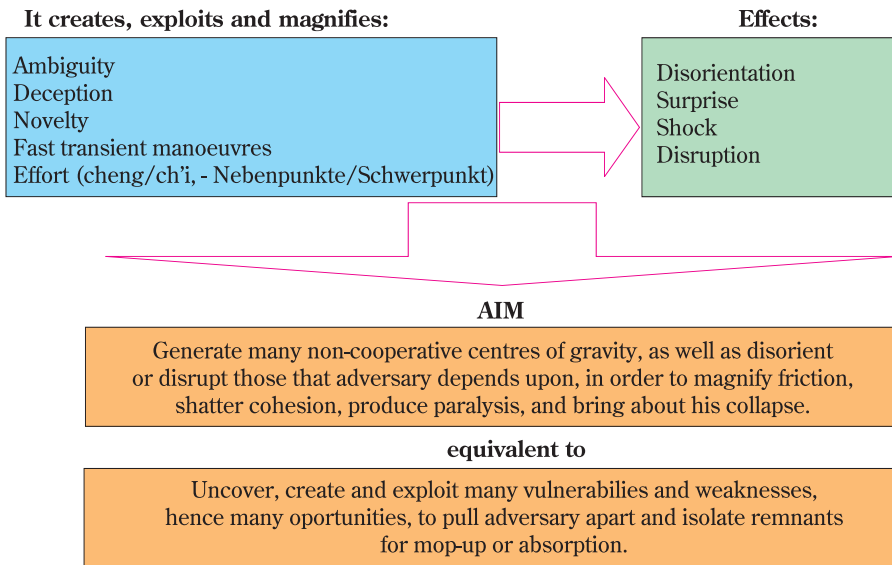 It creates, exploits and magnifies:
Ambiguity
Deception
Novelty
Fast transient manoeuvres
Effort (cheng/ch'i, - Nebenpunkte/Schwerpunkt)
Effects:
Disorientation
Surprise
Shock
Disruption
AIM
Generate many non-cooperative centres of gravity, as well as disorient
or disrupt those that adversary depends upon, in order to magnify friction,
shatter cohesion, produce paralysis, and bring about his collapse.
equivalent to
Uncover, create and exploit many vulnerabilies and weaknesses,
hence many oportunities, to pull adversary apart and isolate remnants
for mop-up or absorption.